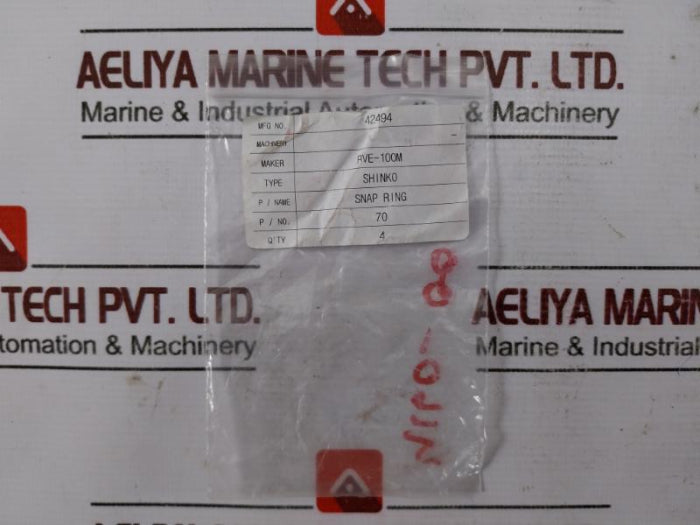 AELIYA MARINE TECH PVT. LTD.
Marine & Industrial Automation & Machinery
MFG NO. 42494
MACHINERY -
MAKER RVE-100M
TYPE SHINKO
P / NAME SNAP RING
P / NO. 70
Q'TY 4
TECH PVT. LTD.
tomation & Machinery
AELIYA MARIN
Marine & Industrial